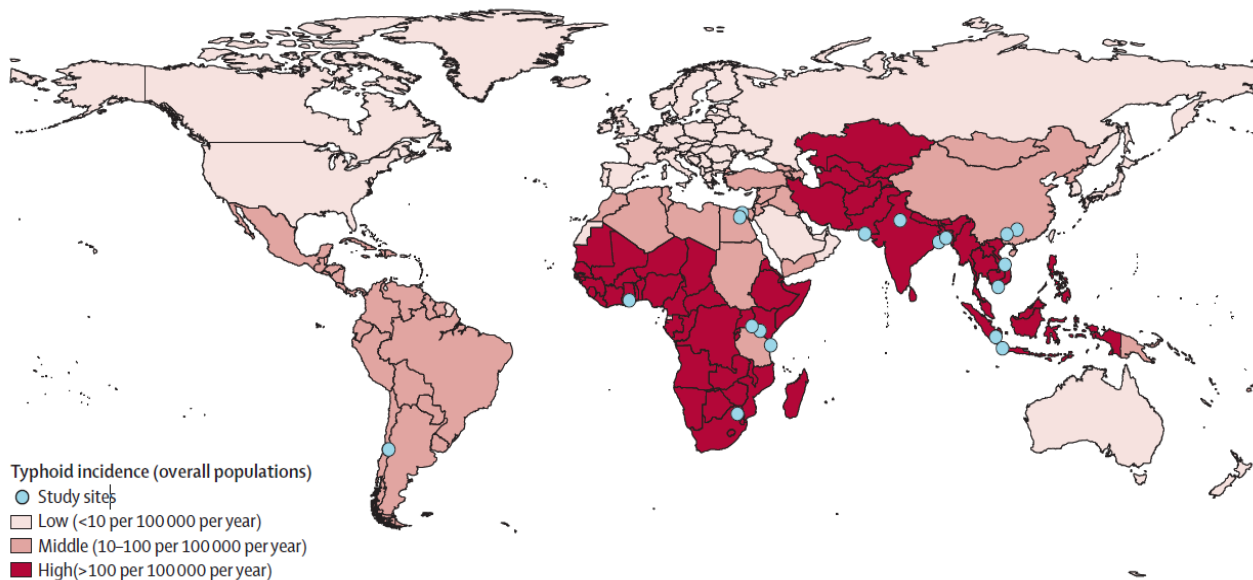 Typhoid incidence (overall populations)
Study sites
Low (<10 per 100 000 per year)
Middle (10–100 per 100 000 per year)
High(>100 per 100 000 per year)